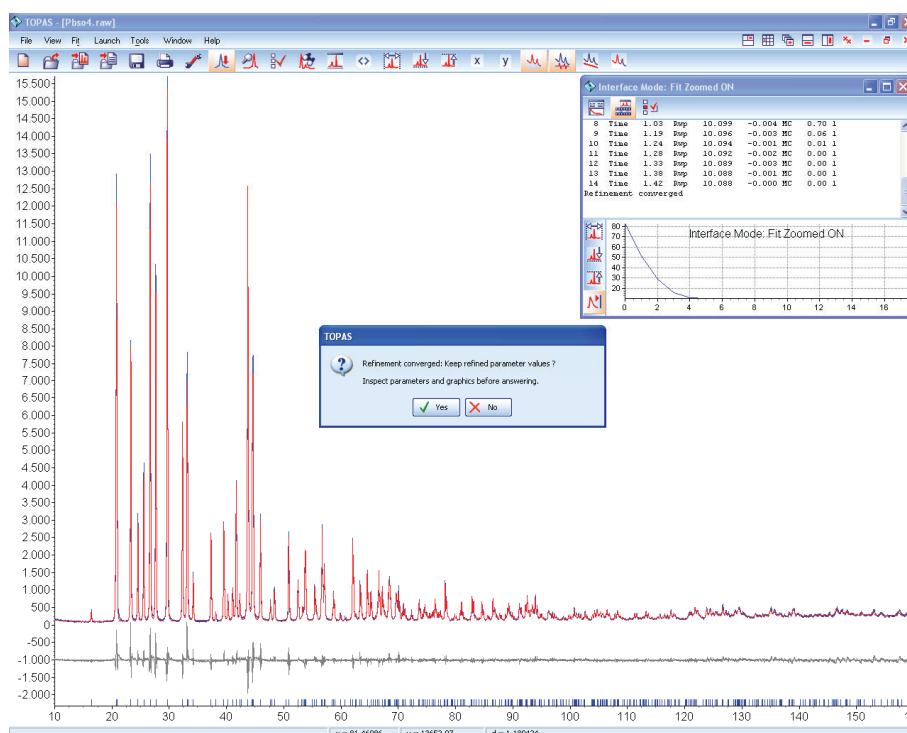 TOPAS - [Pbso4.raw]
File View Fit Launch Tools Window Help
x y
15.500
15.000
14.500
14.000
13.500
13.000
12.500
12.000
11.500
11.000
10.500
10.000
9.500
9.000
8.500
8.000
7.500
7.000
6.500
6.000
5.500
5.000
4.500
4.000
3.500
3.000
2.500
2.000
1.500
1.000
500
0
-500
-1.000
-1.500
-2.000
10 20 30 40 50 60 70 80 90 100 110 120 130 140 150
Interface Mode: Fit Zoomed ON
8 Time 1.03 Rwp 10.099 -0.004 MC 0.70 1
9 Time 1.19 Rwp 10.096 -0.003 MC 0.06 1
10 Time 1.24 Rwp 10.094 -0.001 MC 0.01 1
11 Time 1.28 Rwp 10.092 -0.002 MC 0.00 1
12 Time 1.33 Rwp 10.089 -0.003 MC 0.00 1
13 Time 1.38 Rwp 10.088 -0.001 MC 0.00 1
14 Time 1.42 Rwp 10.088 -0.000 MC 0.00 1
Refinement converged
Interface Mode: Fit Zoomed ON
80
70
60
50
40
30
20
0 2 4 6 8 10 12 14 16
TOPAS
Refinement converged: Keep refined parameter values ?
Inspect parameters and graphics before answering.
Yes No